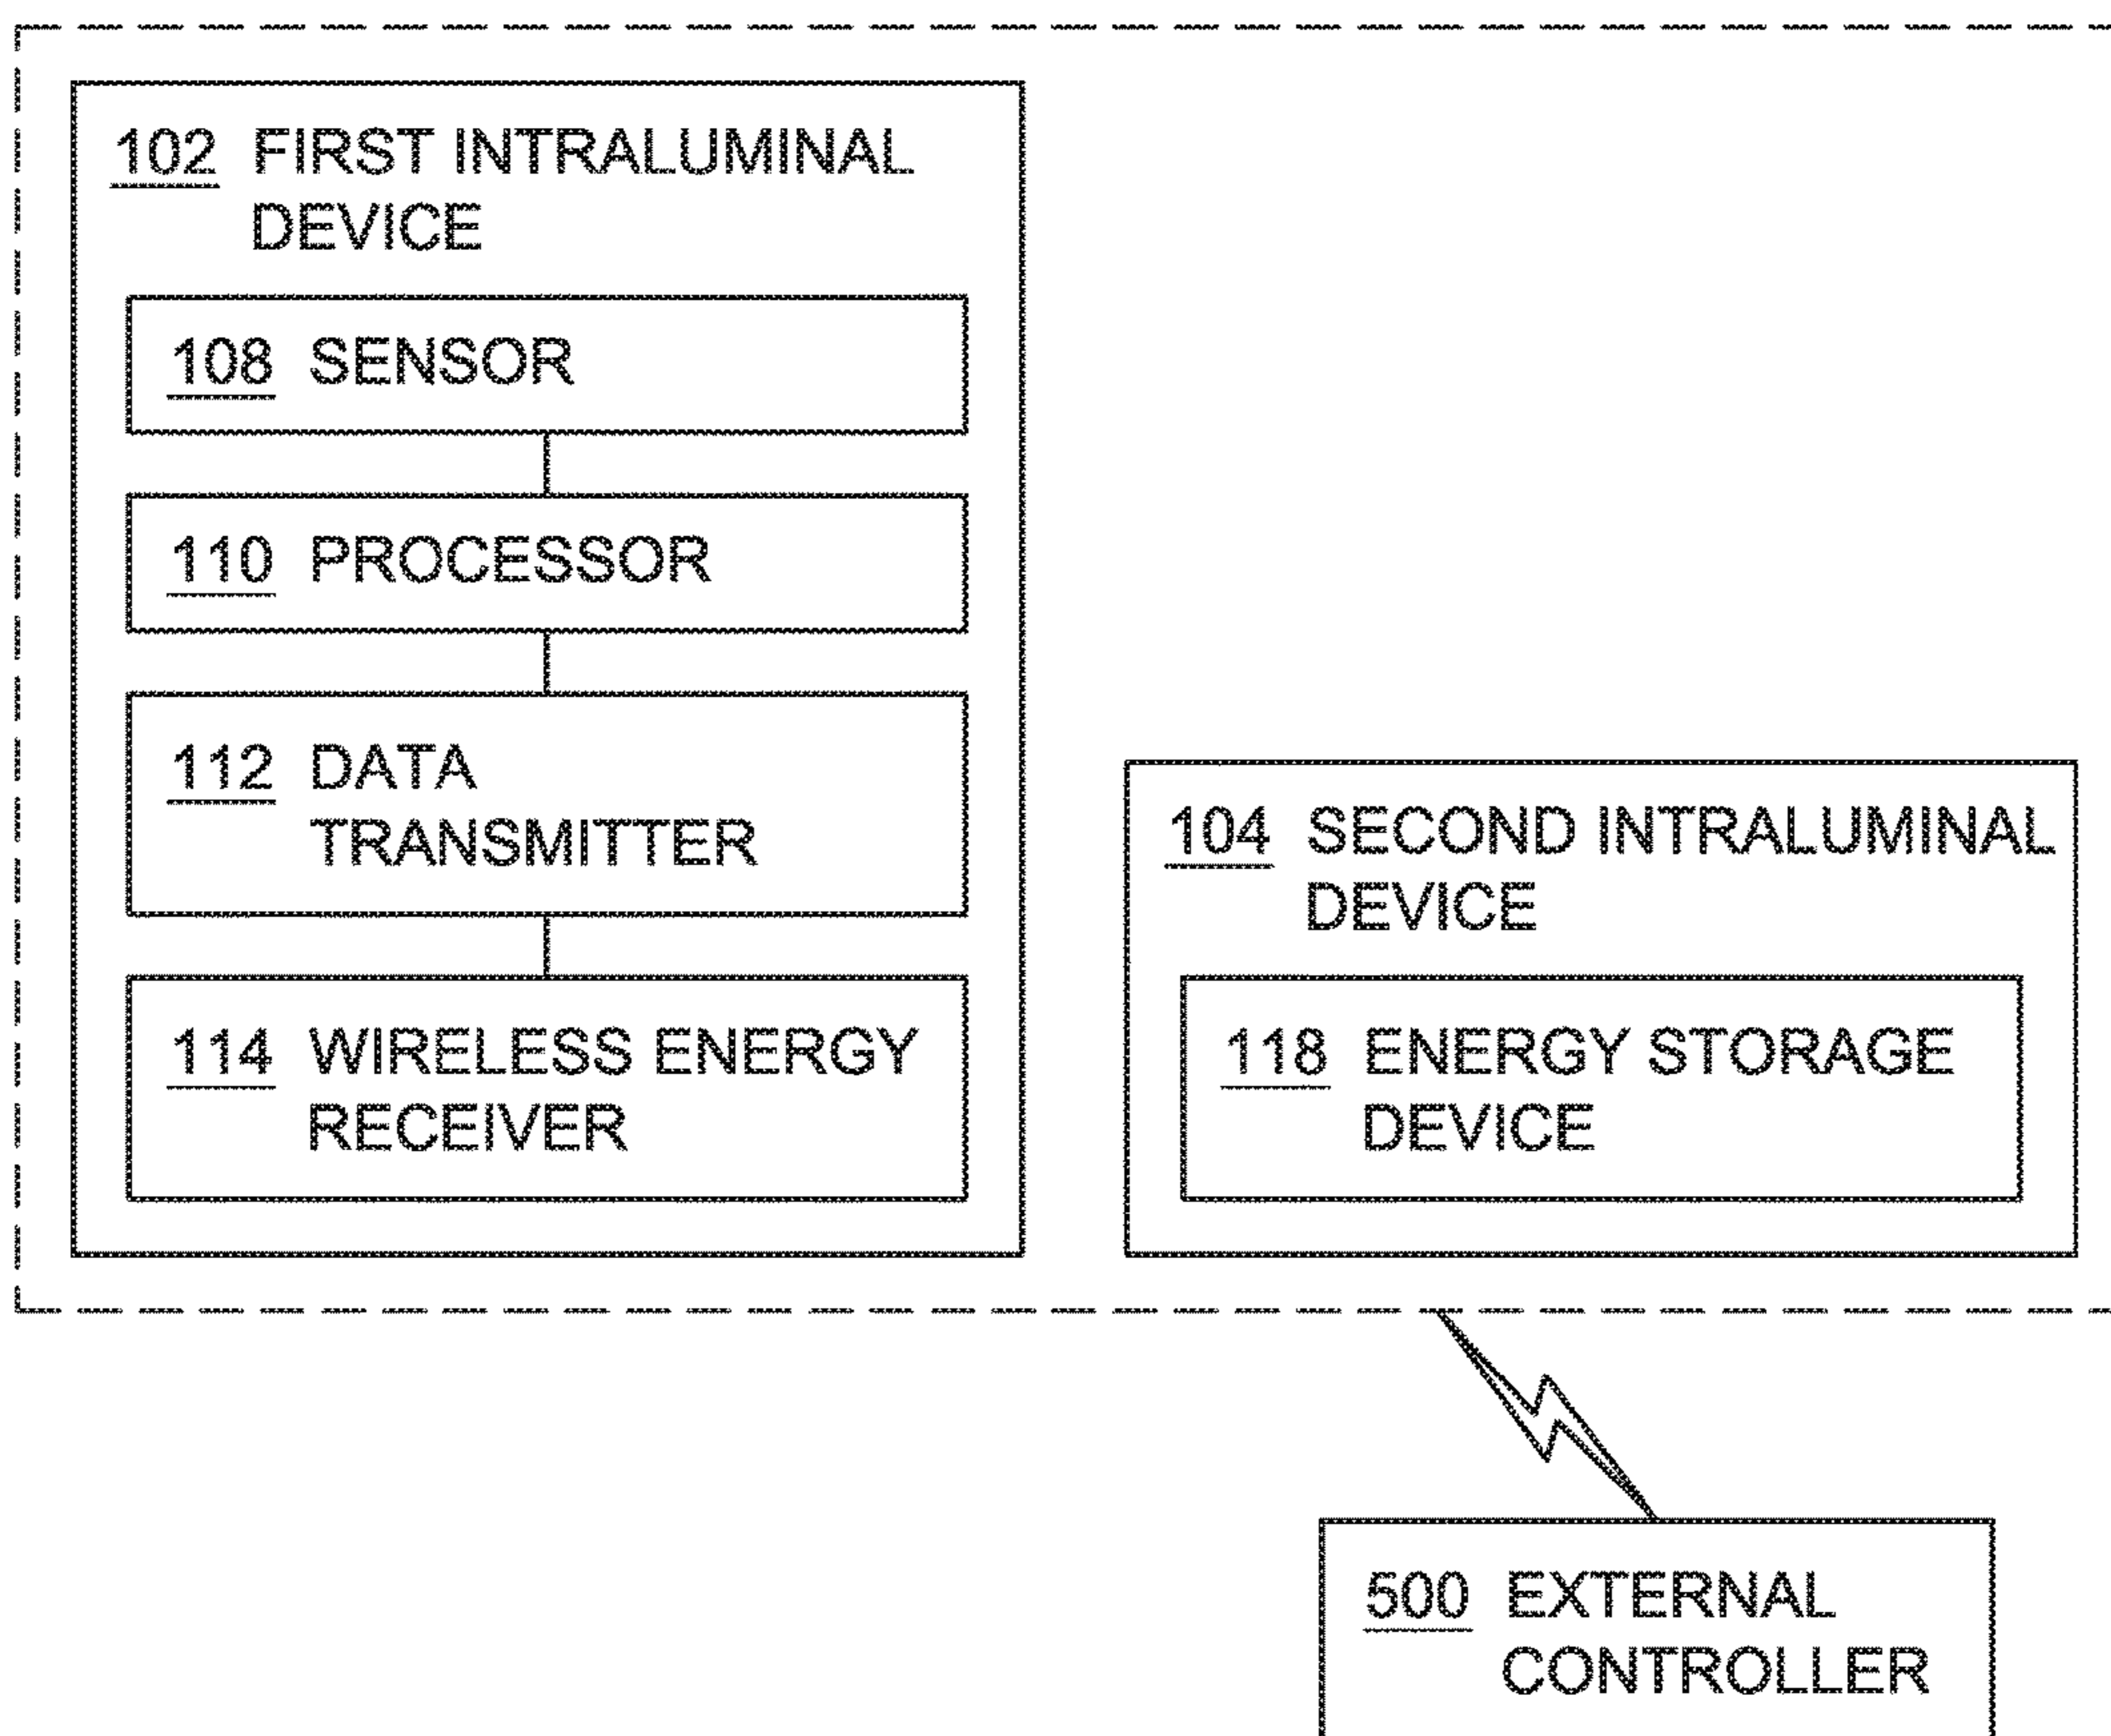 102 FIRST INTRALUMINAL
DEVICE
108 SENSOR
110 PROCESSOR
112 DATA
TRANSMITTER
114 WIRELESS ENERGY
RECEIVER
104 SECOND INTRALUMINAL
DEVICE
118 ENERGY STORAGE
DEVICE
500 EXTERNAL
CONTROLLER